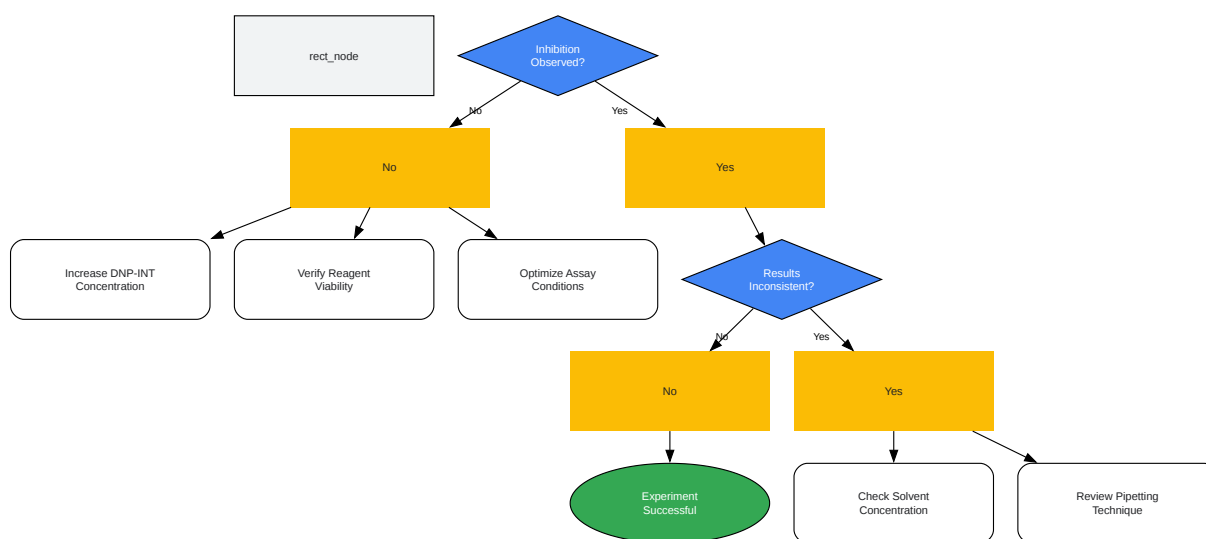 rect_node
Inhibition
Observed?
No
Yes
No
Yes
Increase DNP-INT
Concentration
Verify Reagent
Viability
Optimize Assay
Conditions
Results
Inconsistent?
No
Yes
No
Yes
Experiment
Successful
Check Solvent
Concentration
Review Pipetting
Technique